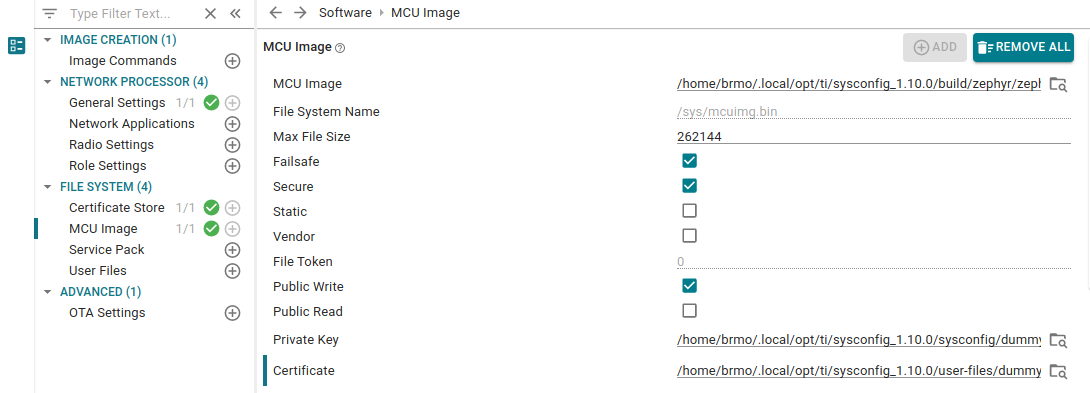 Type Filter Text...
IMAGE CREATION (1)
Image Commands
NETWORK PROCESSOR (4)
General Settings 1/1
Network Applications
Radio Settings
Role Settings
FILE SYSTEM (4)
Certificate Store 1/1
MCU Image 1/1
Service Pack
User Files
ADVANCED (1)
OTA Settings
Software MCU Image
MCU Image
ADD REMOVE ALL
MCU Image /home/brmo/.local/opt/ti/sysconfig_1.10.0/build/zephyr/zepl
File System Name /sys/mcuimg.bin
Max File Size 262144
Failsafe
Secure
Static
Vendor
File Token 0
Public Write
Public Read
Private Key /home/brmo/.local/opt/ti/sysconfig_1.10.0/sysconfig/dummy
Certificate /home/brmo/.local/opt/ti/sysconfig_1.10.0/user-files/dummy